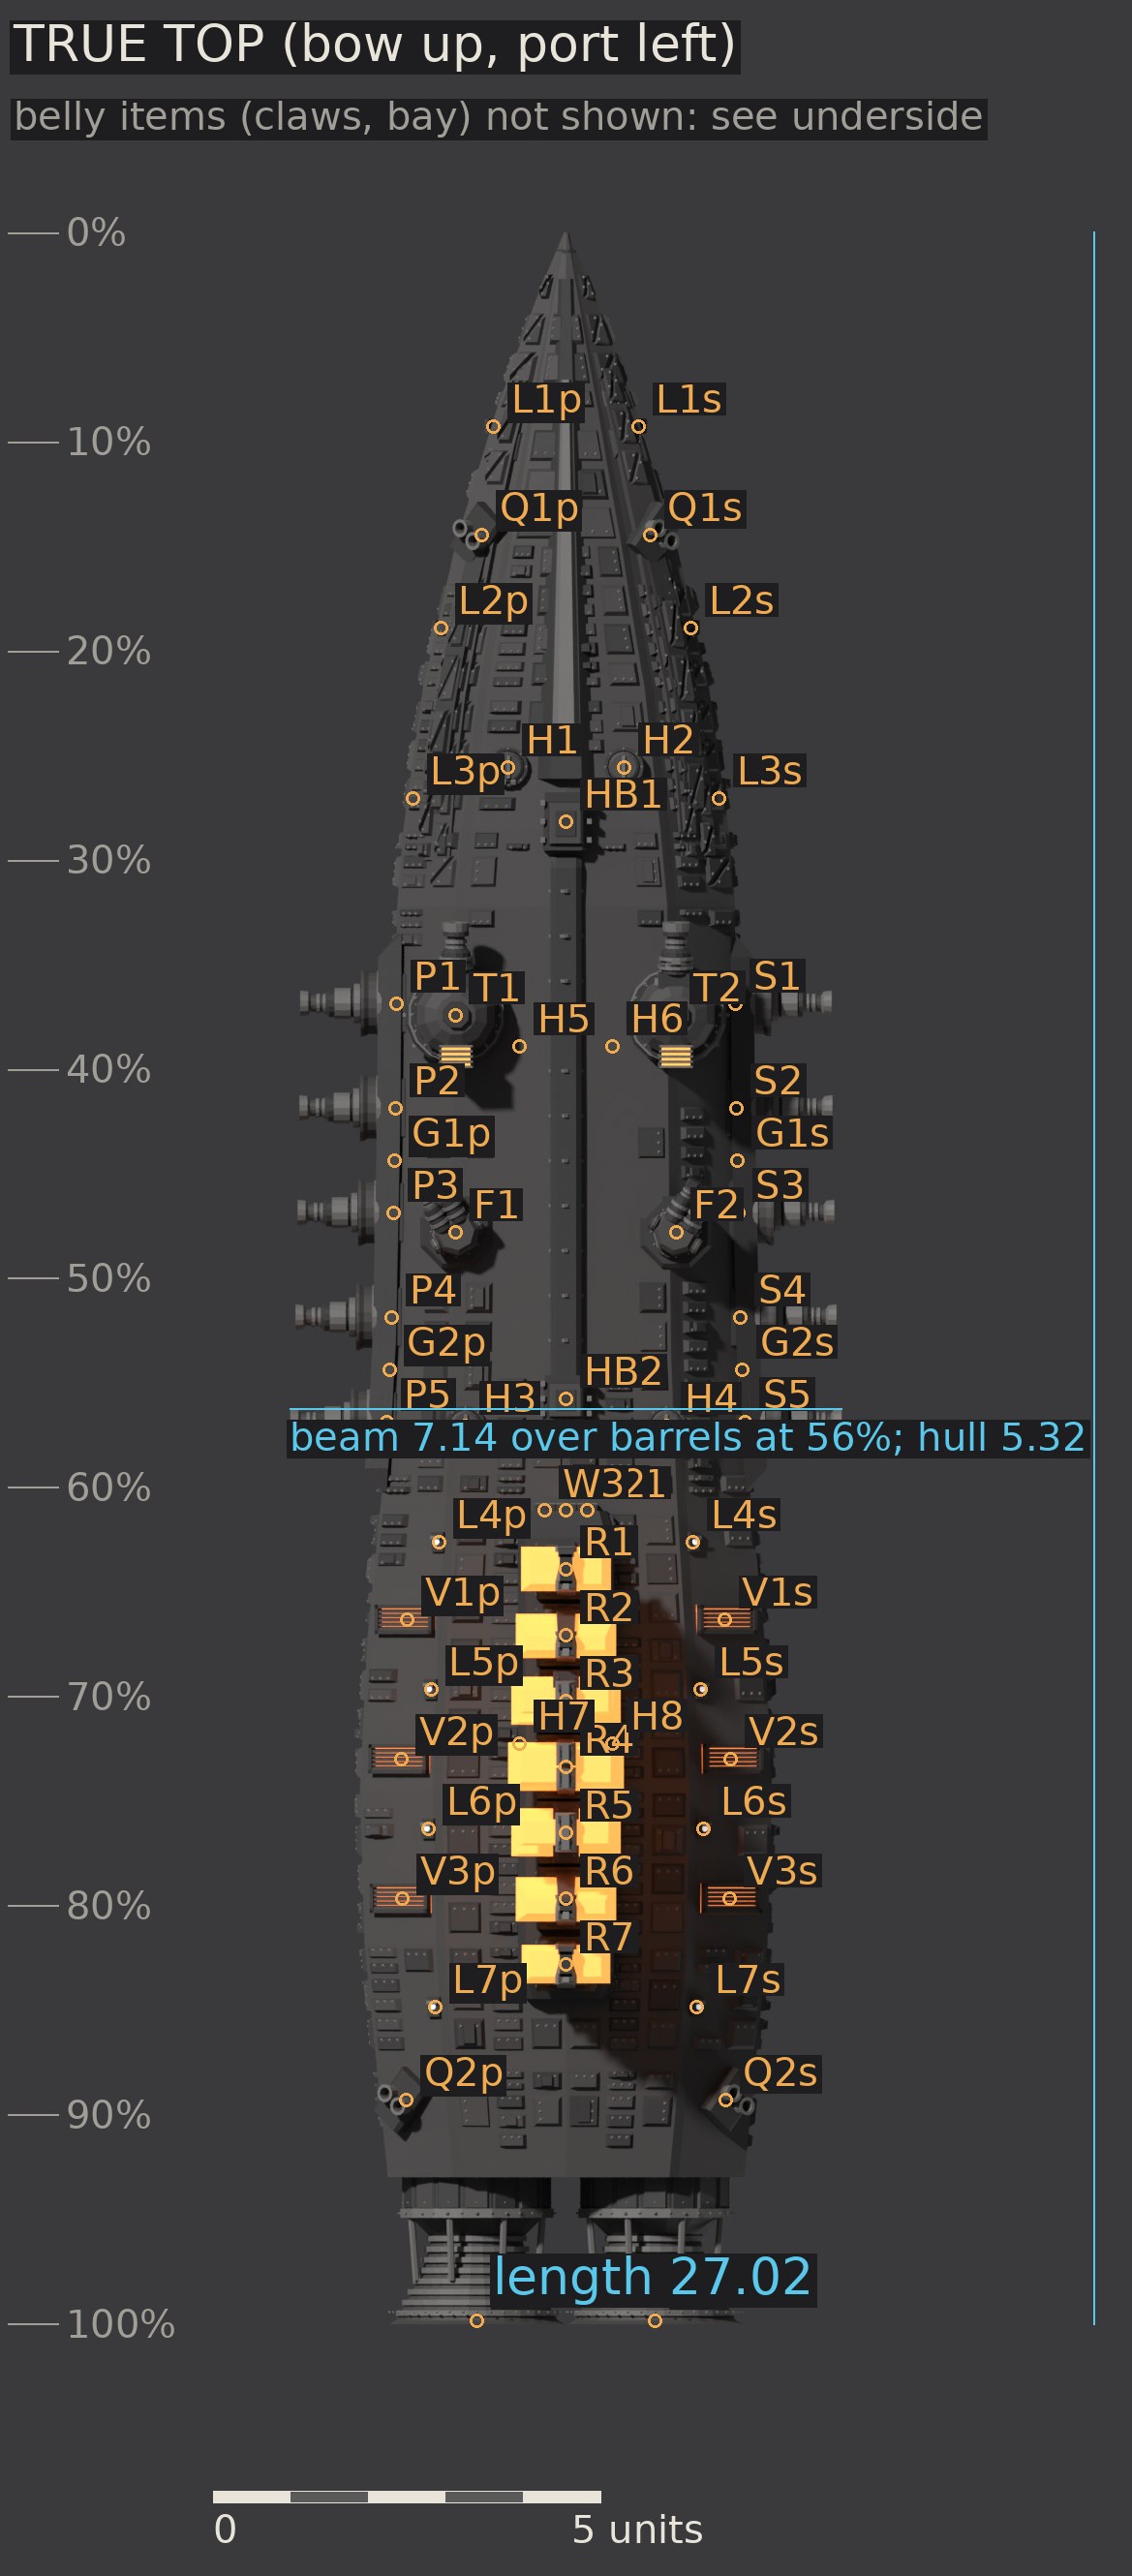 TRUE TOP (bow up, port left)
belly items (claws, bay) not shown: see underside
0%
L1p L1s
10%
Q1p Q1s
L2p L2s
20%
H1 H2
L3p L3s
HB1
30%
P1 T1 T2 S1
H5 H6
40%
P2 S2
G1p G1s
P3 F1 F2 S3
50%
P4 S4
G2p G2s
HB2
P5 H3 H4 S5
beam 7.14 over barrels at 56%; hull 5.32
60%
W321
L4p L4s
R1
V1p V1s
R2
L5p L5s
R3
70%
H7 H8
V2p R4 V2s
L6p R5 L6s
V3p R6 V3s
80%
R7
L7p L7s
Q2p Q2s
90%
length 27.02
100%
0 5 units